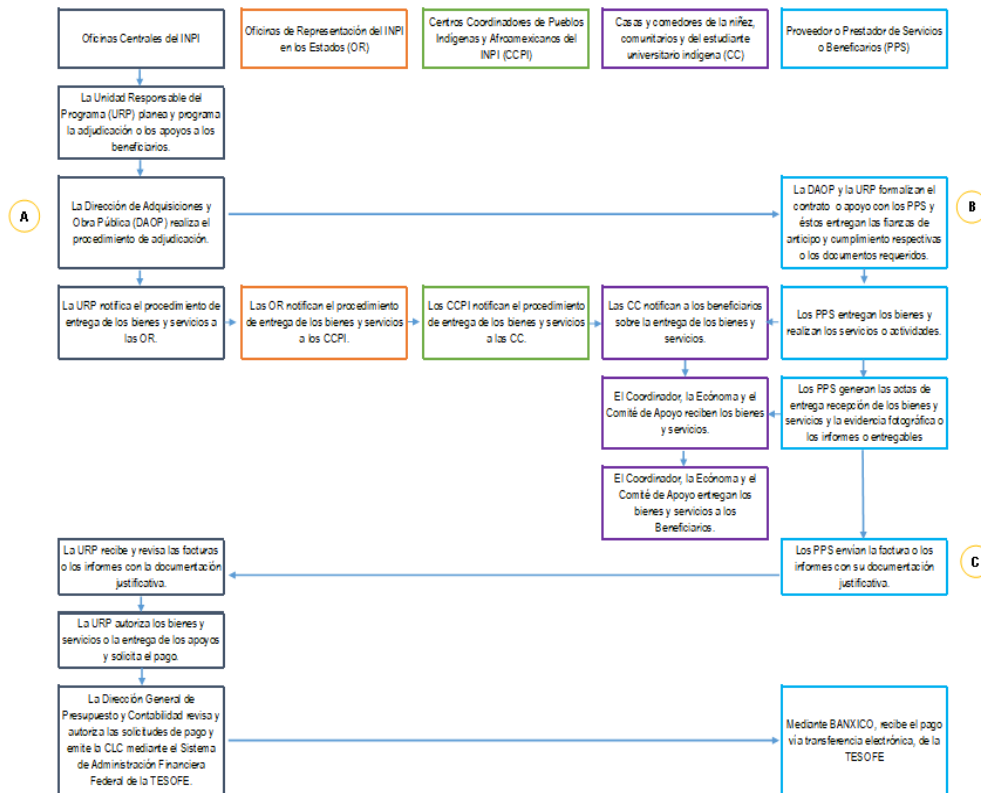 Oficinas Centrales del INPI
Oficinas de Representación del INPI
en los Estados (OR)
Centros Coordinadores de Pueblos
Indígenas y Afroamexicanos del
INPI (CCPI)
Casas y comedores de la niñez,
comunitarios y del estudiante
universitario indígena (CC)
Proveedor o Prestador de Servicios
o Beneficiarios (PPS)
La Unidad Responsable del
Programa (URP) planea y programa
la adjudicación o los apoyos a los
beneficiarios.
A
La Dirección de Adquisiciones y
Obra Pública (DAOP) realiza el
procedimiento de adjudicación.
La DAOP y la URP formalizan el
contrato o apoyo con los PPS y
éstos entregan las fianzas de
anticipo y cumplimiento respectivas
o los documentos requeridos.
B
La URP notifica el procedimiento de
entrega de los bienes y servicios a
las OR.
Las OR notifican el procedimiento
de entrega de los bienes y servicios
a los CCPI.
Los CCPI notifican el procedimiento
de entrega de los bienes y servicios
a las CC.
Las CC notifican a los beneficiarios
sobre la entrega de los bienes y
servicios.
Los PPS entregan los bienes y
realizan los servicios o actividades.
El Coordinador, la Ecónoma y el
Comité de Apoyo reciben los bienes
y servicios.
Los PPS generan las actas de
entrega recepción de los bienes y
servicios y la evidencia fotográfica o
los informes o entregables
El Coordinador, la Ecónoma y el
Comité de Apoyo entregan los
bienes y servicios a los
Beneficiarios.
La URP recibe y revisa las facturas
o los informes con la documentación
justificativa.
Los PPS envían la factura o los
informes con su documentación
justificativa.
C
La URP autoriza los bienes y
servicios o la entrega de los apoyos
y solicita el pago.
La Dirección General de
Presupuesto y Contabilidad revisa y
autoriza las solicitudes de pago y
emite la CLC mediante el Sistema
de Administración Financiera
Federal de la TESOFE.
Mediante BANXICO, recibe el pago
vía transferencia electrónica, de la
TESOFE